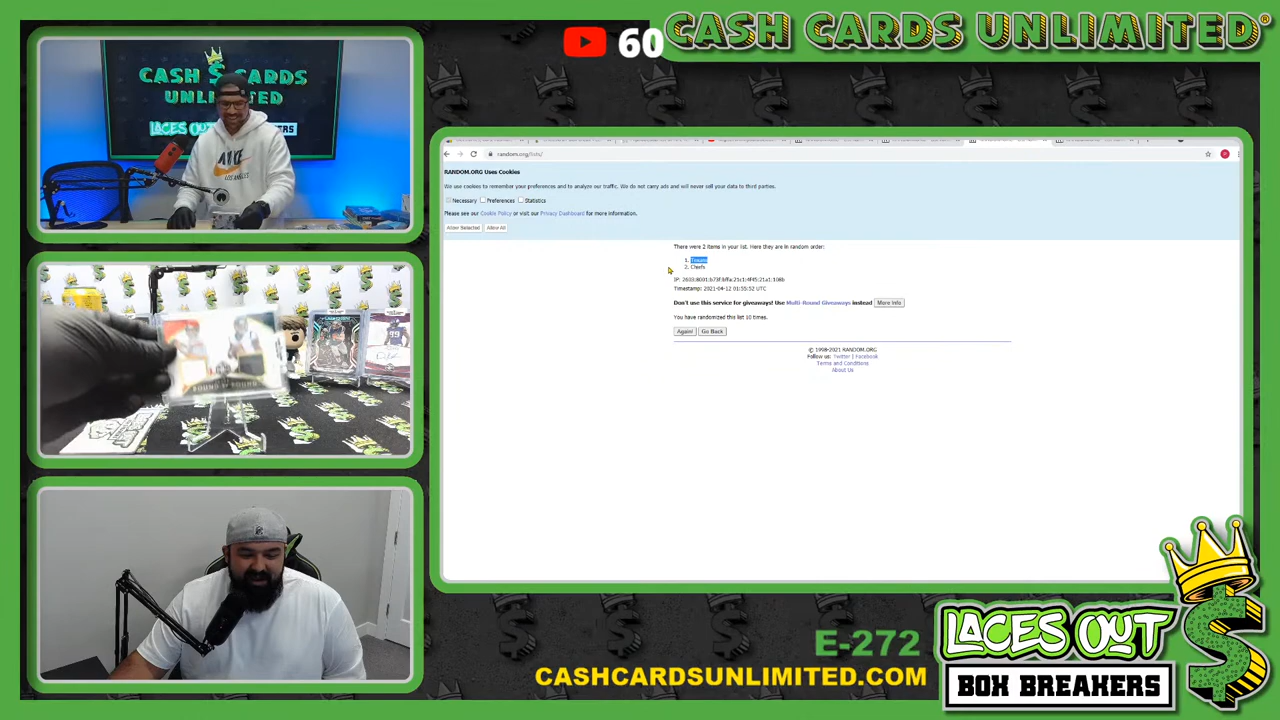 CASH CARDS UNLIMITED®
60
CASH CARDS
UNLIMITED
LACES OUT
random.org/lists/
RANDOM.ORG Uses Cookies
We use cookies to remember your preferences and to analyze our traffic. We do not carry ads and will never sell your data to third parties.
Necessary Preferences Statistics
Please see our Cookie Policy or visit our Privacy Dashboard for more information.
Allow Selected Allow All
There were 2 items in your list. Here they are in random order:
1. Texans
2. Chiefs
Timestamp: 2021-04-12 01:55:52 UTC
Don't use this service for giveaways! Use Multi-Round Giveaways instead More Info
You have randomized this list 10 times.
Again! Go Back
© 1998-2021 RANDOM.ORG
Follow us: Twitter | Facebook
Terms and Conditions
About Us
E-272
CASHCARDSUNLIMITED.COM
LACES OUT
BOX BREAKERS